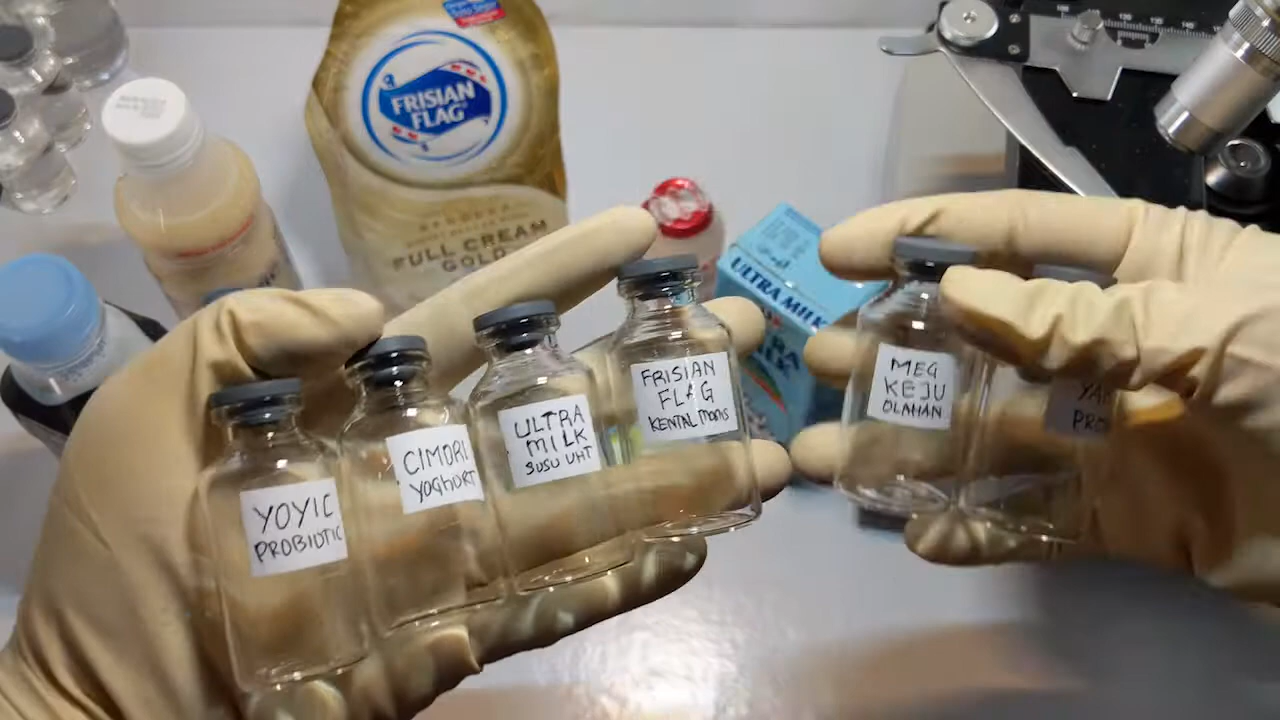 FRISIAN
FLAG
FULL CREAM
GOLD
ULTRA MILK
YOYIC
PROBIOTIC
CIMORI
YOGHURT
ULTRA
MILK
SUSU UHT
FRISIAN
FLAG
KENTAL MANIS
MEG
KEJU
OLAHAN